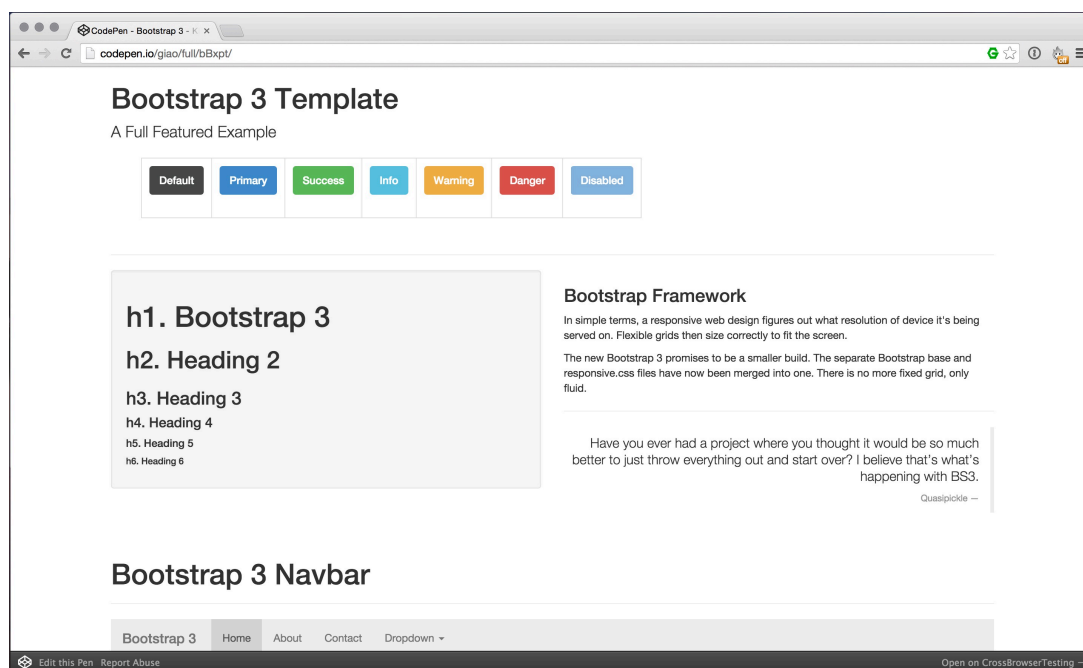 CodePen - Bootstrap 3 - K
codepen.io/giao/full/bBxpt/
Bootstrap 3 Template
A Full Featured Example
Default Primary Success Info Warning Danger Disabled
h1. Bootstrap 3
h2. Heading 2
h3. Heading 3
h4. Heading 4
h5. Heading 5
h6. Heading 6
Bootstrap Framework
In simple terms, a responsive web design figures out what resolution of device it's being
served on. Flexible grids then size correctly to fit the screen.
The new Bootstrap 3 promises to be a smaller build. The separate Bootstrap base and
responsive.css files have now been merged into one. There is no more fixed grid, only
fluid.
Have you ever had a project where you thought it would be so much
better to just throw everything out and start over? I believe that's what's
happening with BS3.
Quasipickle —
Bootstrap 3 Navbar
Bootstrap 3 Home About Contact Dropdown
Edit this Pen Report Abuse Open on CrossBrowserTesting